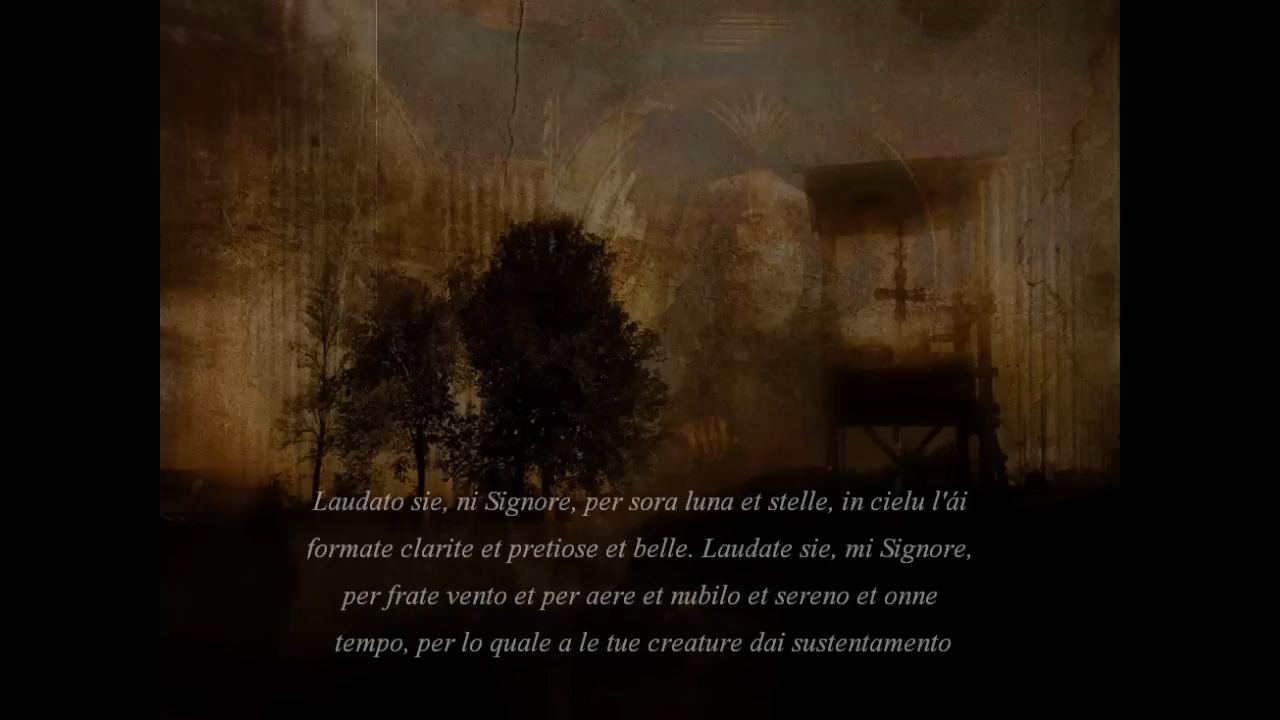 Laudato sie, ni Signore, per sora luna et stelle, in cielu l'ái
formate clarite et pretiose et belle. Laudate sie, mi Signore,
per frate vento et per aere et nubilo et sereno et onne
tempo, per lo quale a le tue creature dai sustentamento